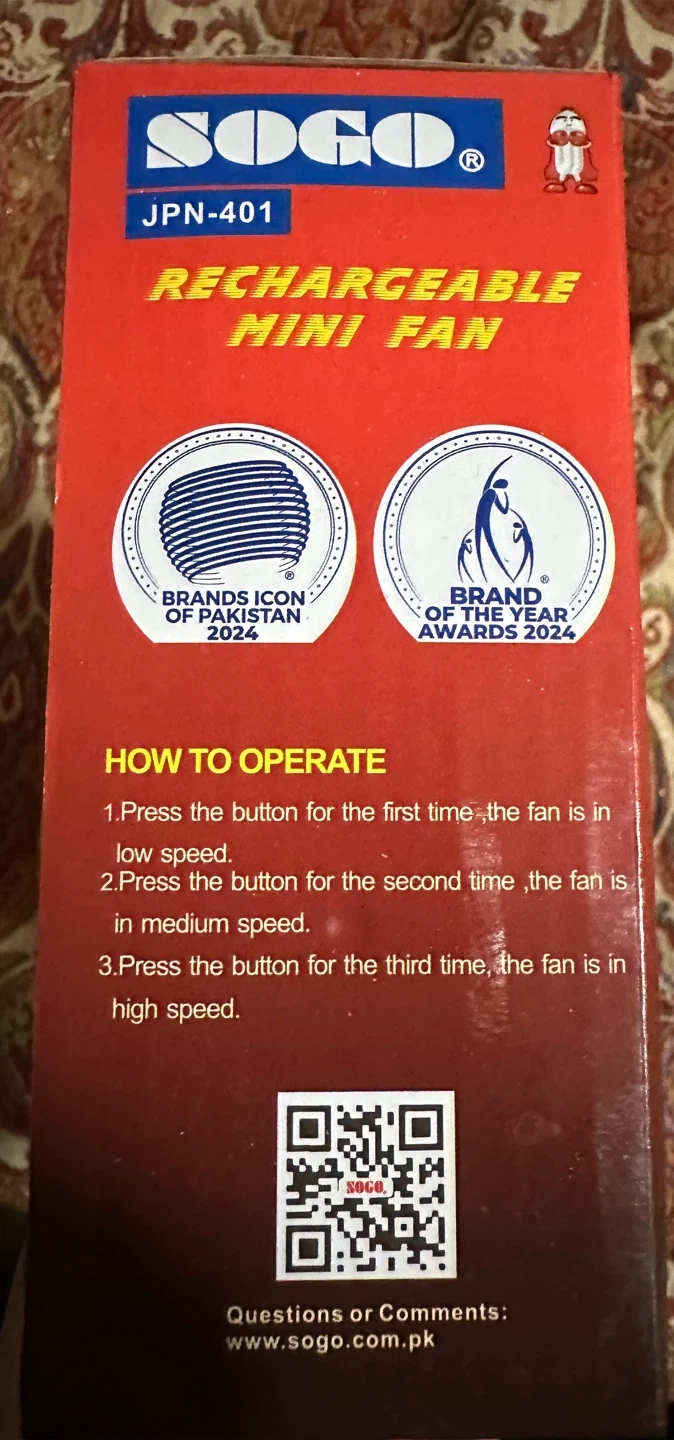 SOGO®
JPN-401
RECHARGEABLE
MINI FAN
®
BRANDS ICON
OF PAKISTAN
2024
®
BRAND
OF THE YEAR
AWARDS 2024
HOW TO OPERATE
1.Press the button for the first time ,the fan is in
low speed.
2.Press the button for the second time ,the fan is
in medium speed.
3.Press the button for the third time, the fan is in
high speed.
SOGO®
Questions or Comments:
www.sogo.com.pk